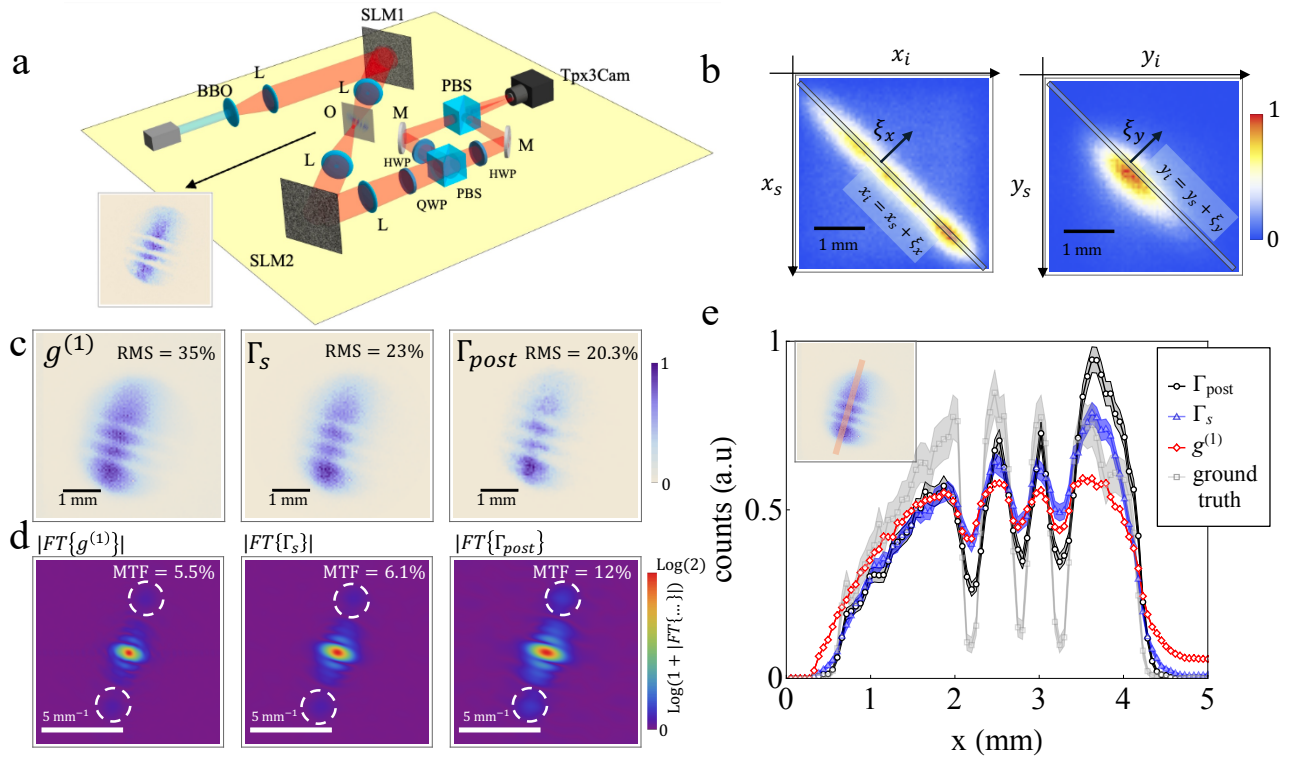 a
SLM1
L
BBO
L
PBS
Tpx3Cam
O
M
L
HWP
M
HWP
PBS
QWP
L
SLM2
b
x_i
y_i
1
0
ξ_x
ξ_y
x_s
y_s
x_i = x_s + ξ_x
y_i = y_s + ξ_y
1 mm
1 mm
c
g^(1)
RMS = 35%
Γ_s
RMS = 23%
Γ_post
RMS = 20.3%
1
0
1 mm
1 mm
1 mm
d
|FT{g^(1)}|
MTF = 5.5%
|FT{Γ_s}|
MTF = 6.1%
|FT{Γ_post}
MTF = 12%
Log(2)
Log(1 + |FT{...}|)
0
5 mm⁻¹
5 mm⁻¹
5 mm⁻¹
e
1
0.5
0
counts (a.u)
0
1
2
3
4
5
x (mm)
Γ_post
Γ_s
g^(1)
ground
truth